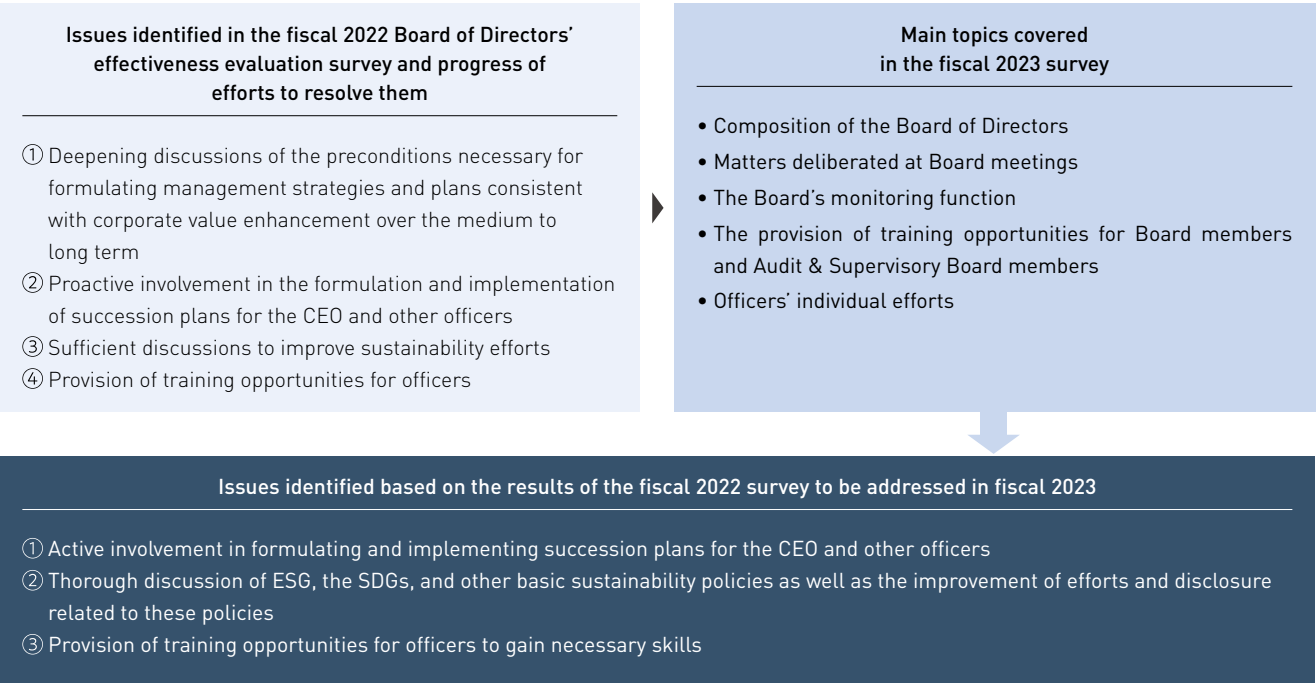 Issues identified in the fiscal 2022 Board of Directors’
effectiveness evaluation survey and progress of
efforts to resolve them
① Deepening discussions of the preconditions necessary for
formulating management strategies and plans consistent
with corporate value enhancement over the medium to
long term
② Proactive involvement in the formulation and implementation
of succession plans for the CEO and other officers
③ Sufficient discussions to improve sustainability efforts
④ Provision of training opportunities for officers
Main topics covered
in the fiscal 2023 survey
• Composition of the Board of Directors
• Matters deliberated at Board meetings
• The Board’s monitoring function
• The provision of training opportunities for Board members
and Audit & Supervisory Board members
• Officers’ individual efforts
Issues identified based on the results of the fiscal 2022 survey to be addressed in fiscal 2023
① Active involvement in formulating and implementing succession plans for the CEO and other officers
② Thorough discussion of ESG, the SDGs, and other basic sustainability policies as well as the improvement of efforts and disclosure
related to these policies
③ Provision of training opportunities for officers to gain necessary skills